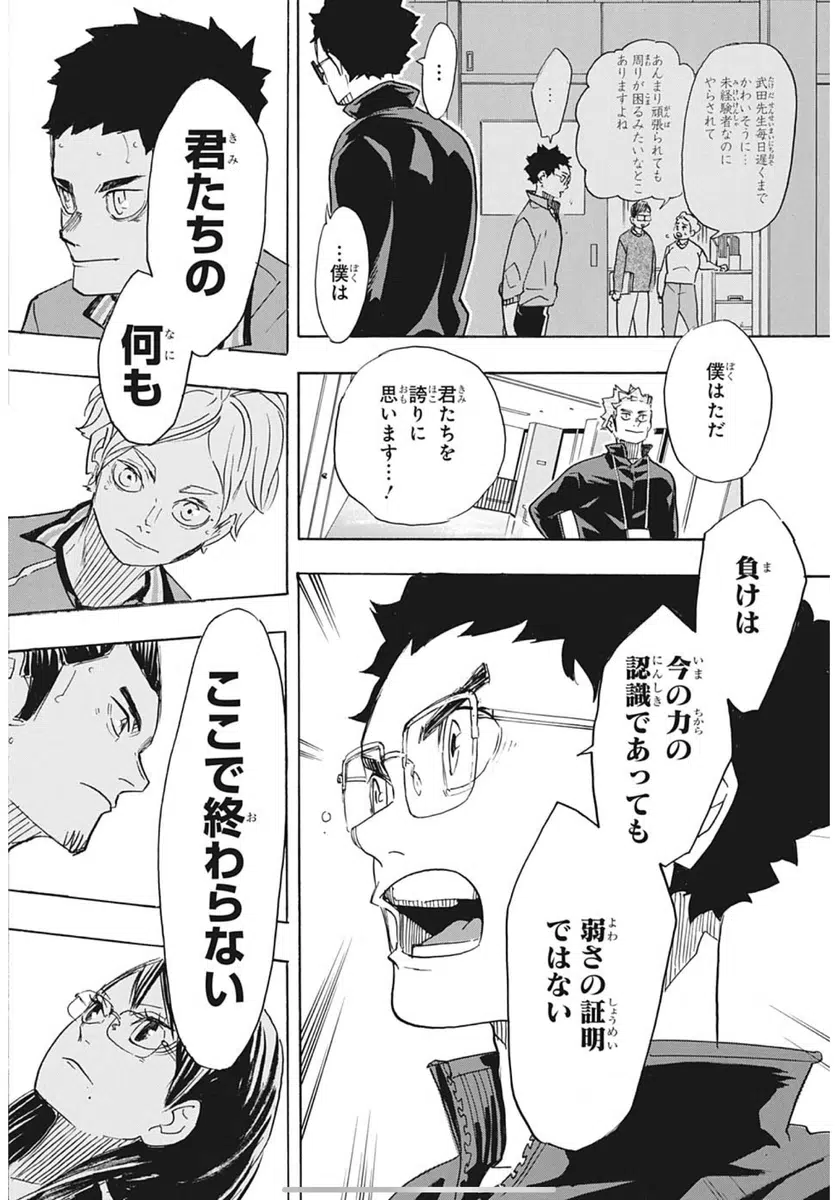 武田先生毎日遅くまで
かわいそうに…
未経験者なのに
やらされて
あんまり頑張られても
周りが困るみたいなとこ
ありますよね
…
…
…僕は
僕はただ
君たちを
誇りに
思います…！
負けは
今の力の
認識であっても
弱さの証明
ではない
君たちの
何も
ここで終わらない